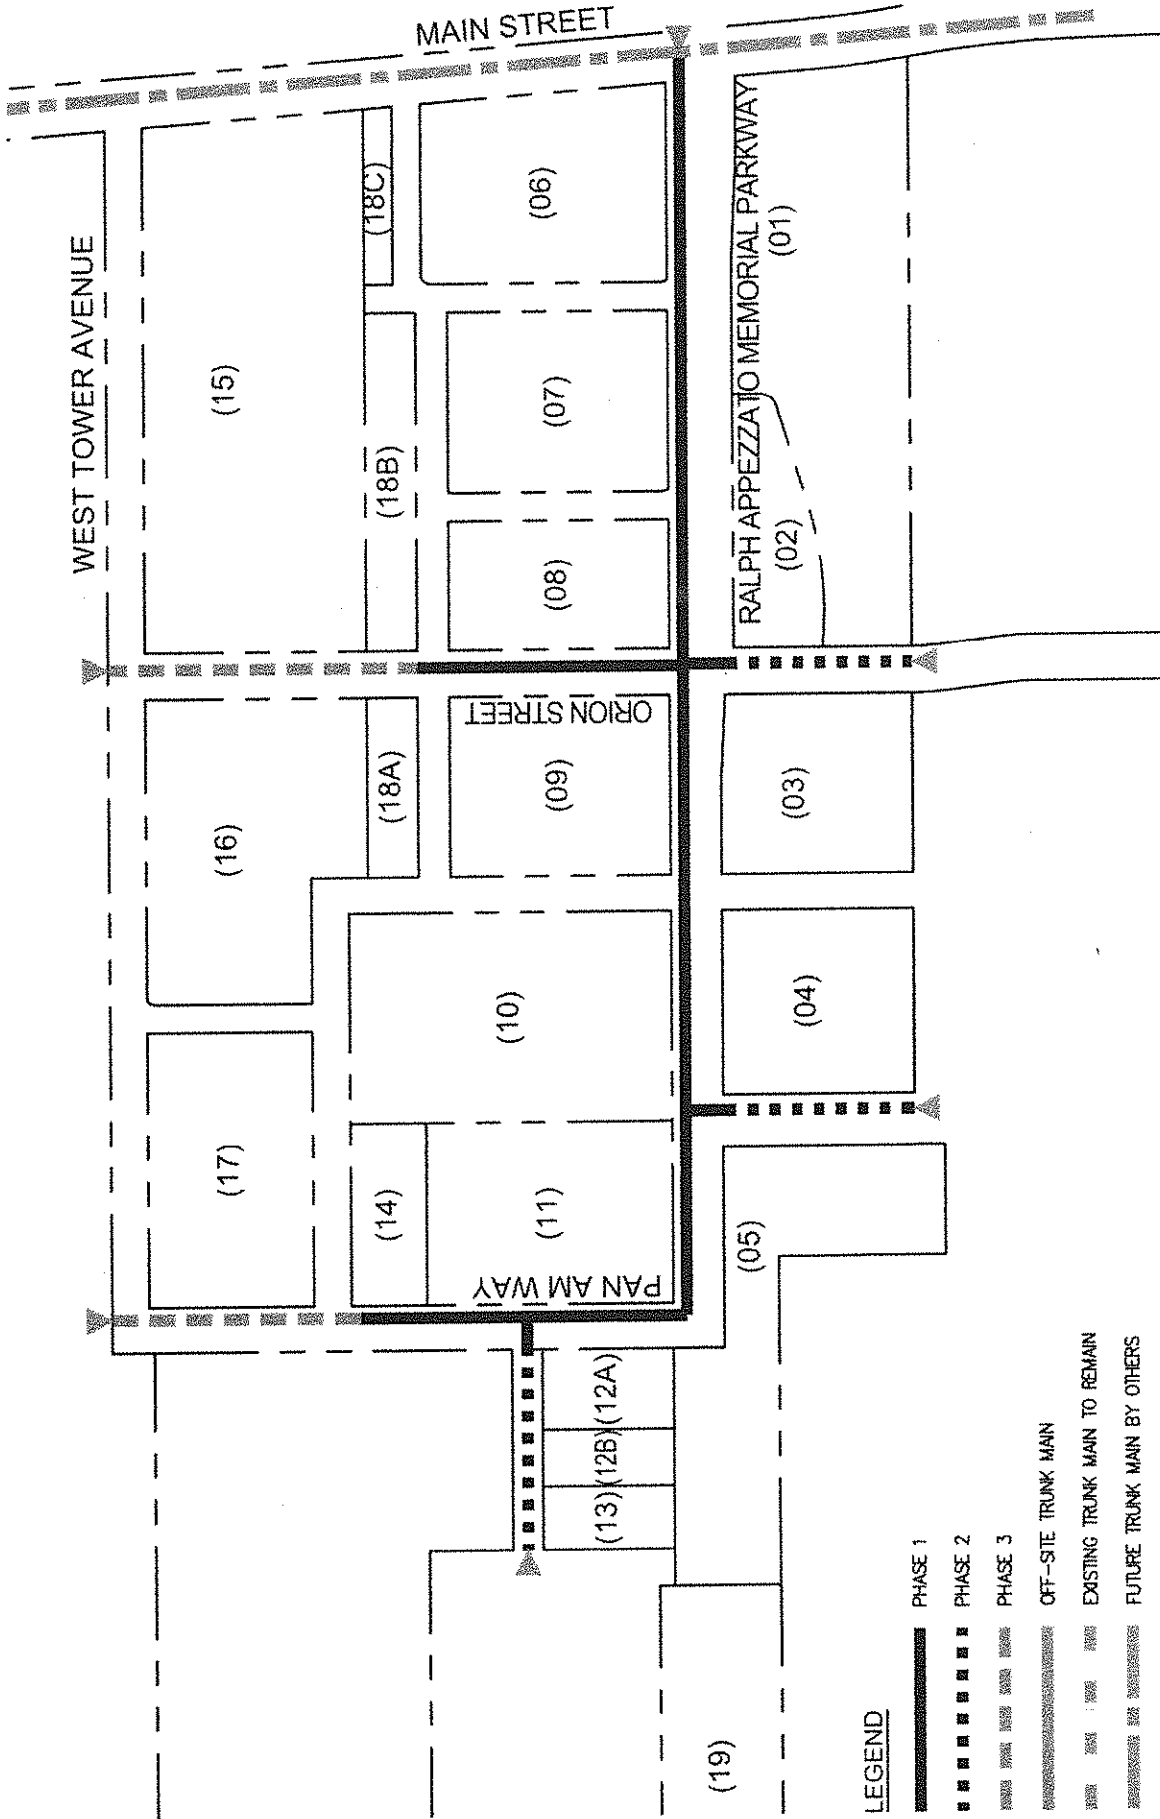 MAIN STREET
WEST TOWER AVENUE
(15)
(18C)
(06)
(18B)
(07)
(08)
RALPH APPEZZATO MEMORIAL PARKWAY
(01)
(02)
ORION STREET
(16)
(18A)
(09)
(03)
(10)
(04)
(17)
(14)
(11)
PAN AM WAY
(05)
(12A)
(12B)
(13)
(19)
LEGEND
PHASE 1
PHASE 2
PHASE 3
OFF-SITE TRUNK MAIN
EXISTING TRUNK MAIN TO REMAIN
FUTURE TRUNK MAIN BY OTHERS